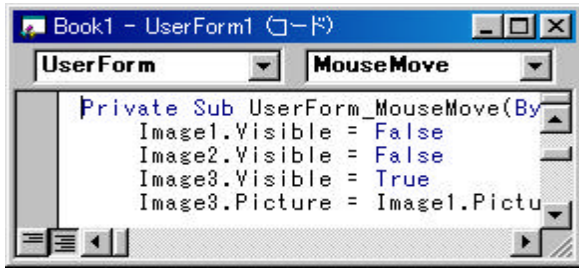 Book1 - UserForm1 (コード)
UserForm MouseMove
Private Sub UserForm_MouseMove(By
Image1.Visible = False
Image2.Visible = False
Image3.Visible = True
Image3.Picture = Image1.Pictu